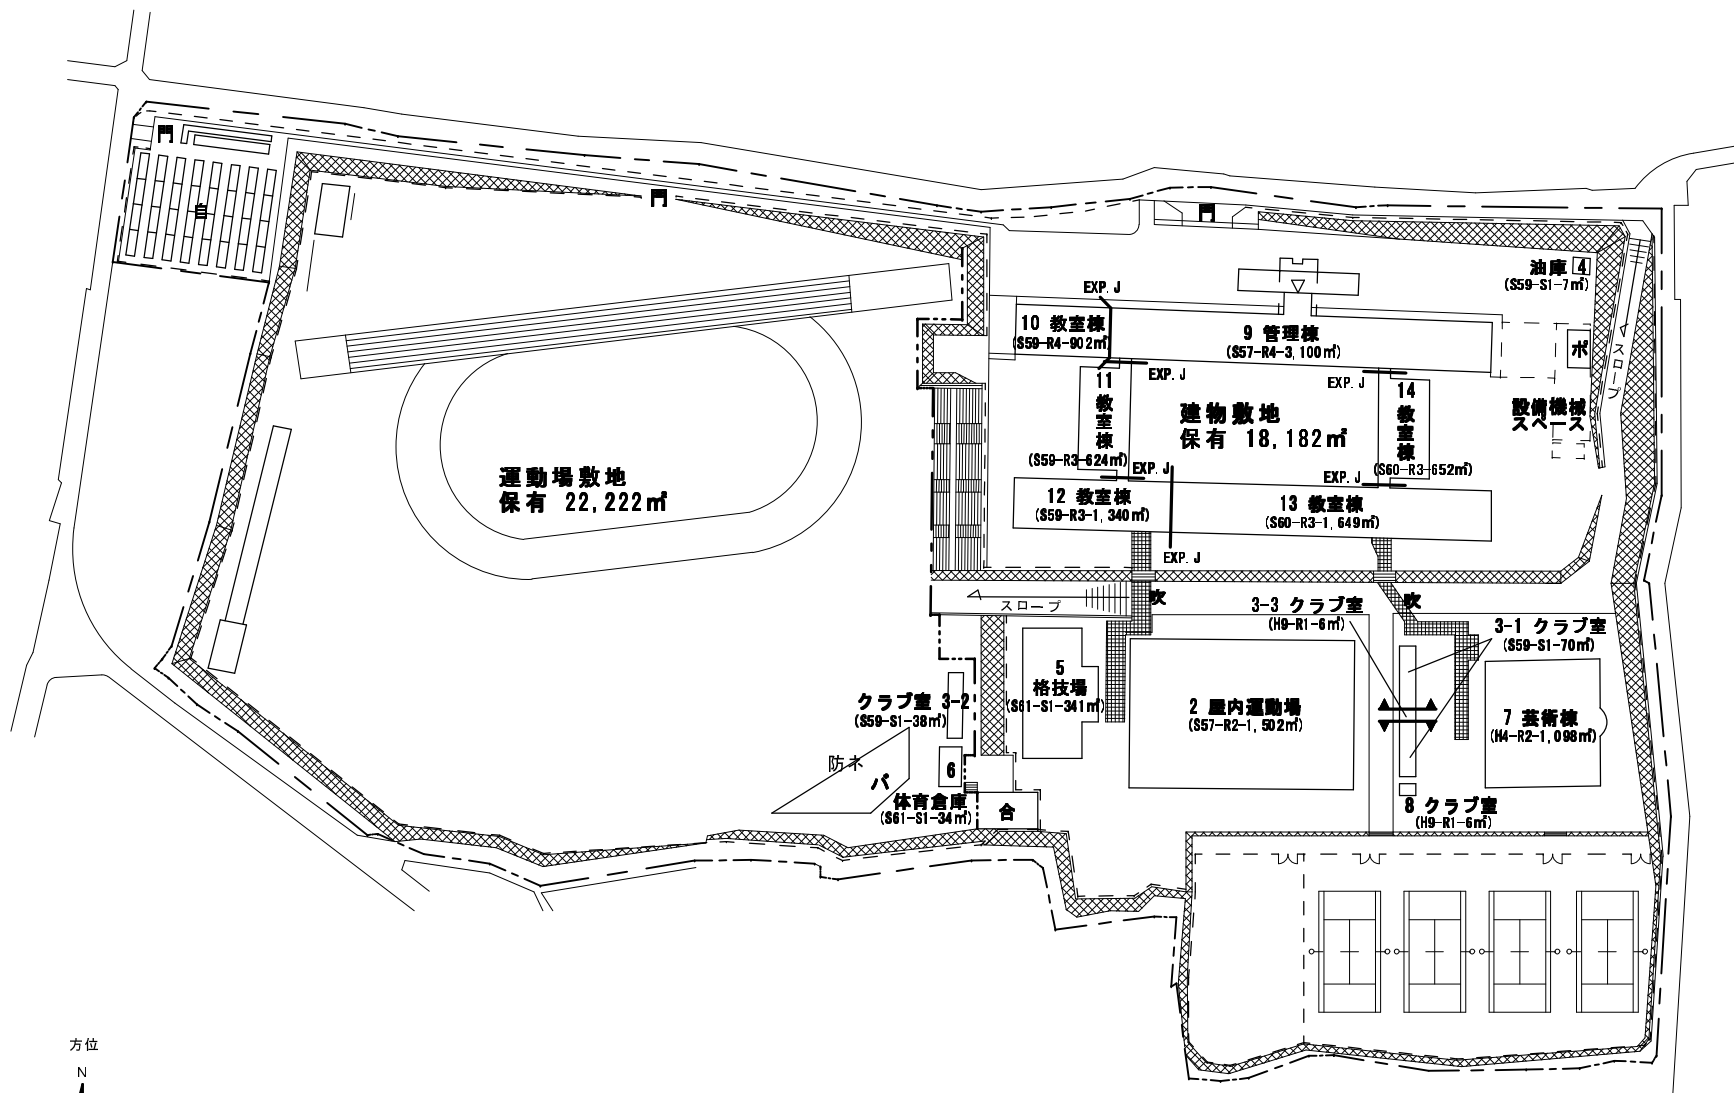 門
自
門
門
油庫 4
(S59-S1-7㎡)
EXP. J
10 教室棟
(S59-R4-902㎡)
9 管理棟
(S57-R4-3,100㎡)
ポ
スロープ
EXP. J
EXP. J
11
教
室
棟
(S59-R3-624㎡)
14
教
室
棟
(S60-R3-652㎡)
建物敷地
保有 18,182㎡
設備機械
スペース
運動場敷地
保有 22,222㎡
EXP. J
EXP. J
12 教室棟
(S59-R3-1,340㎡)
13 教室棟
(S60-R3-1,649㎡)
EXP. J
スロープ
吹
吹
3-3 クラブ室
(H9-R1-6㎡)
3-1 クラブ室
(S59-S1-70㎡)
5
格技場
(S61-S1-341㎡)
クラブ室 3-2
(S59-S1-38㎡)
2 屋内運動場
(S57-R2-1,502㎡)
7 芸術棟
(H4-R2-1,098㎡)
防ネ
バ
6
体育倉庫
(S61-S1-34㎡)
合
8 クラブ室
(H9-R1-6㎡)
方位
N